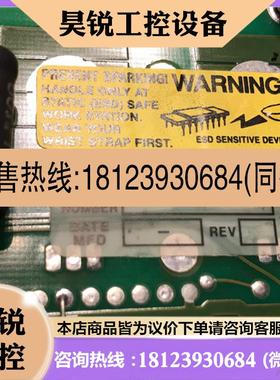 昊锐工控设备
PREVENT SPARKING!
HANDLE ONLY AT
STATIC (ESD) SAFE
WORK STATION.
WEAR YOUR
WRIST STRAP FIRST.
WARNING
ESD SENSITIVE DEV
售热线:18123930684(同
NUMBER
DATE
MFD
-
REV
锐
控
本店商品皆为议价下单请咨询客服
咨询热线:18123930684 (微